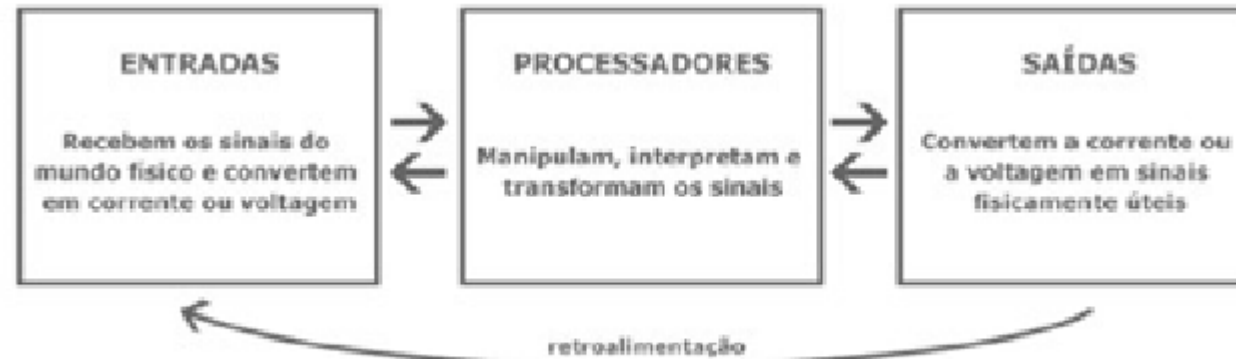 ENTRADAS
Recebem os sinais do
mundo físico e convertem
em corrente ou voltagem
PROCESSADORES
Manipulam, interpretam e
transformam os sinais
SAÍDAS
Convertem a corrente ou
a voltagem em sinais
fisicamente úteis
retroalimentação